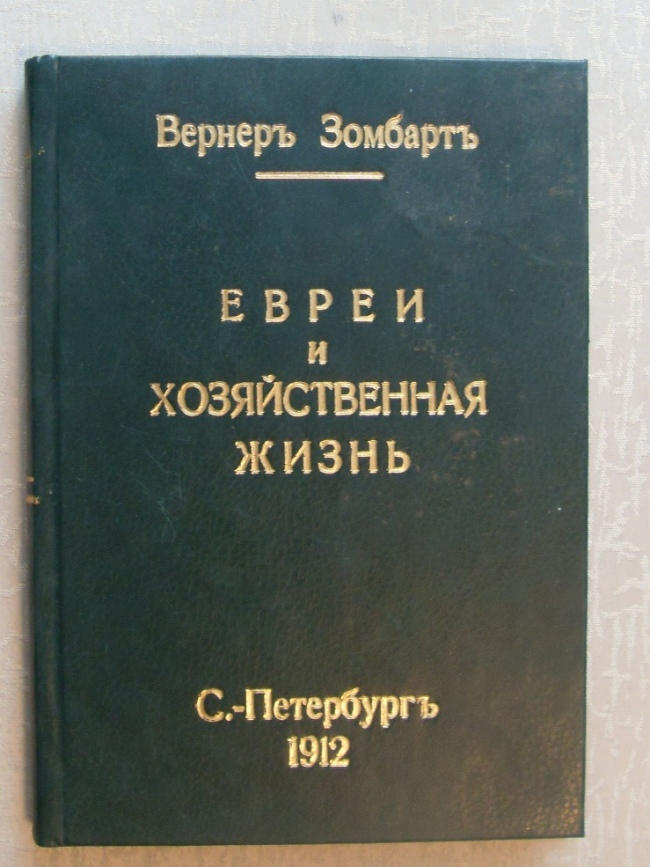 Вернеръ Зомбартъ
ЕВРЕИ
и
ХОЗЯЙСТВЕННАЯ
ЖИЗНЬ
С.-Петербургъ
1912